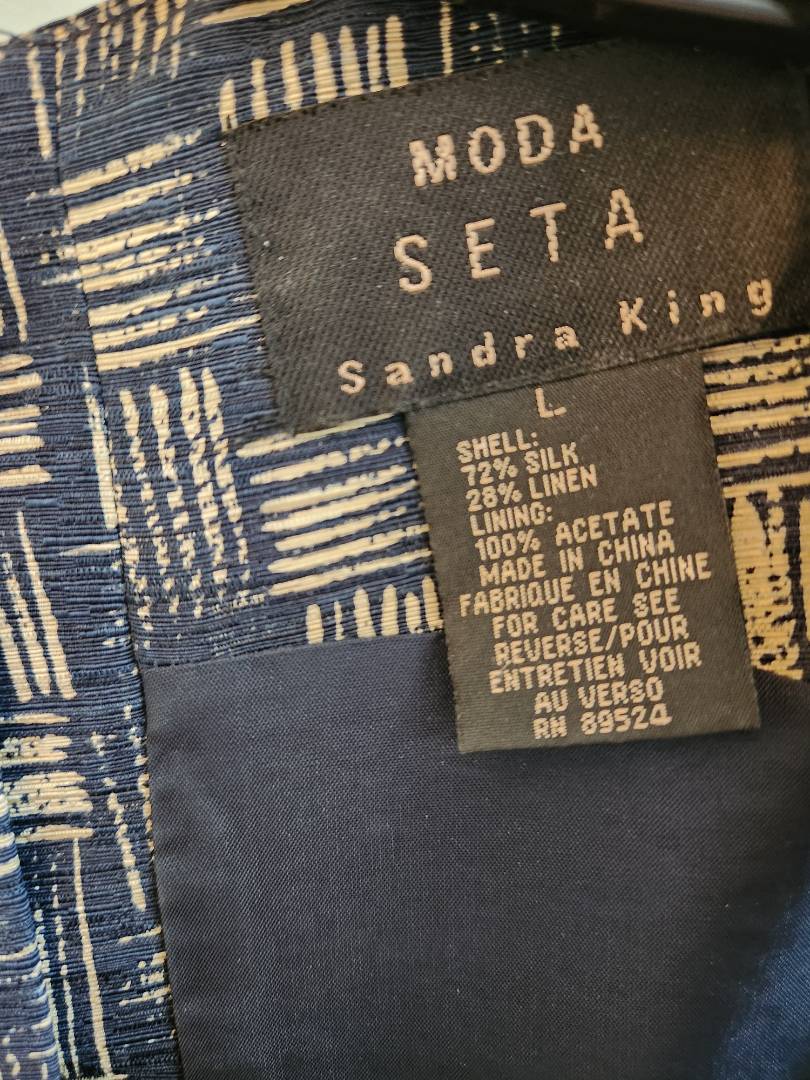 MODA
SETA
Sandra King
L
SHELL:
72% SILK
28% LINEN
LINING:
100% ACETATE
MADE IN CHINA
FABRIQUE EN CHINE
FOR CARE SEE
REVERSE/POUR
ENTRETIEN VOIR
AU VERSO
RN 89524